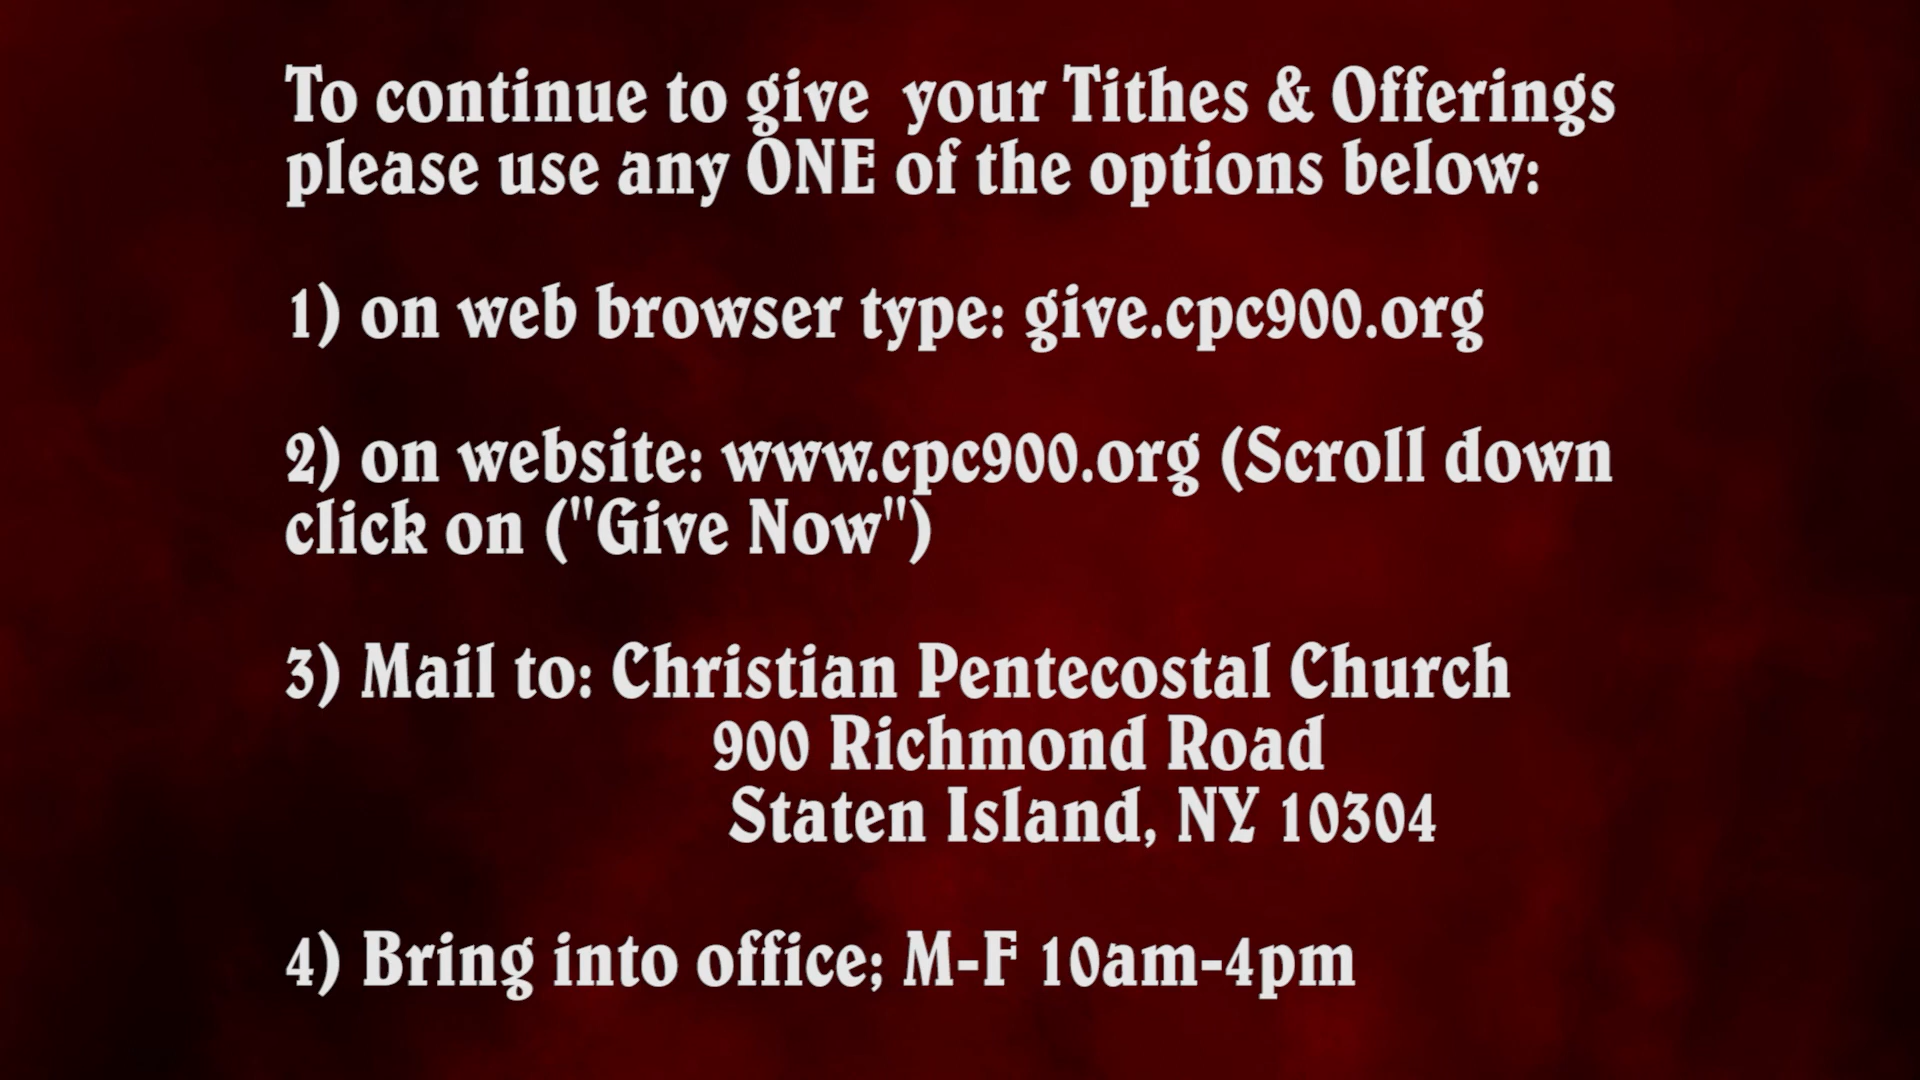 To continue to give  your Tithes & Offerings
please use any ONE of the options below:
1) on web browser type: give.cpc900.org
2) on website: www.cpc900.org (Scroll down
click on ("Give Now")
3) Mail to: Christian Pentecostal Church
900 Richmond Road
Staten Island, NY 10304
4) Bring into office; M-F 10am-4pm